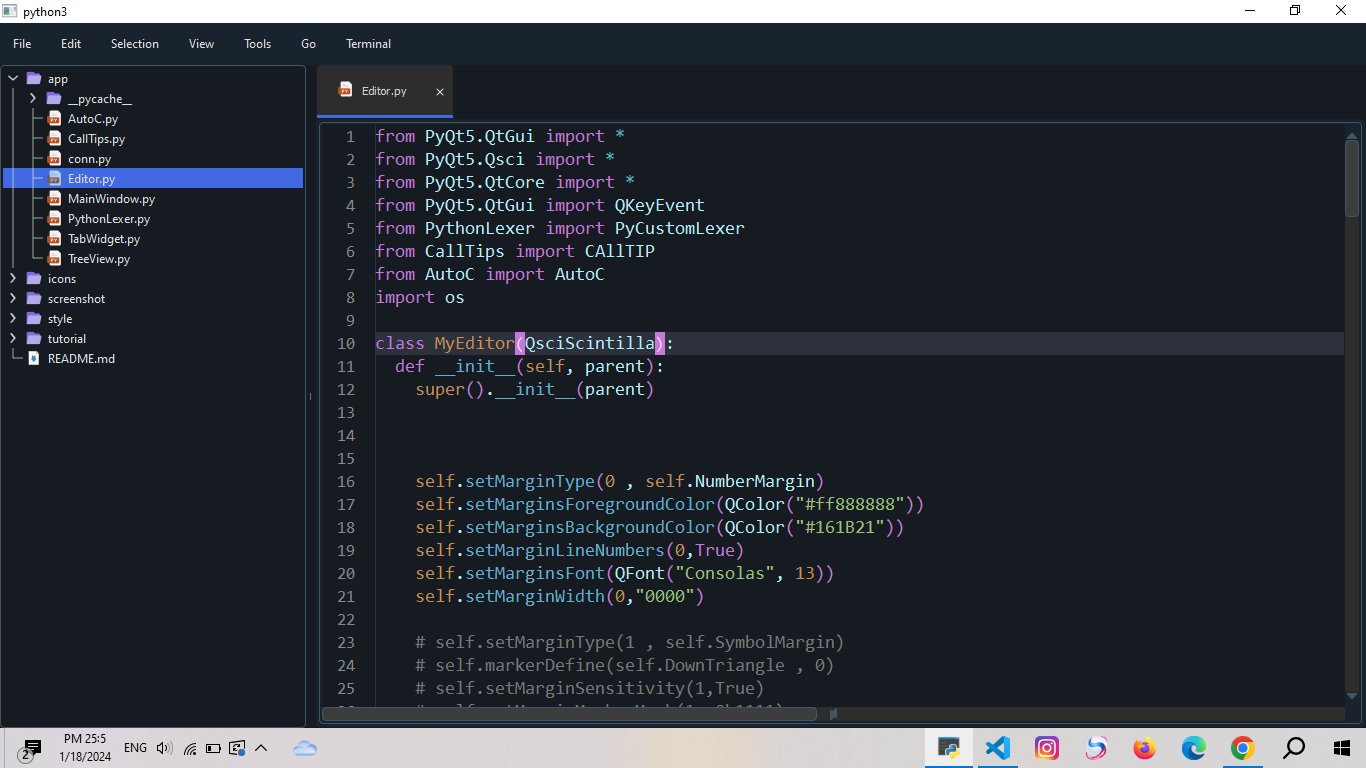 python3
File Edit Selection View Tools Go Terminal
app
__pycache__
AutoC.py
CallTips.py
conn.py
Editor.py
MainWindow.py
PythonLexer.py
TabWidget.py
TreeView.py
icons
screenshot
style
tutorial
README.md
Editor.py
1 from PyQt5.QtGui import *
2 from PyQt5.Qsci import *
3 from PyQt5.QtCore import *
4 from PyQt5.QtGui import QKeyEvent
5 from PythonLexer import PyCustomLexer
6 from CallTips import CAllTIP
7 from AutoC import AutoC
8 import os
9
10 class MyEditor(QsciScintilla):
11 def __init__(self, parent):
12 super().__init__(parent)
13
14
15
16 self.setMarginType(0 , self.NumberMargin)
17 self.setMarginsForegroundColor(QColor("#ff888888"))
18 self.setMarginsBackgroundColor(QColor("#161B21"))
19 self.setMarginLineNumbers(0,True)
20 self.setMarginsFont(QFont("Consolas", 13))
21 self.setMarginWidth(0,"0000")
22
23 # self.setMarginType(1 , self.SymbolMargin)
24 # self.markerDefine(self.DownTriangle , 0)
25 # self.setMarginSensitivity(1,True)
2
PM 25:5
1/18/2024
ENG